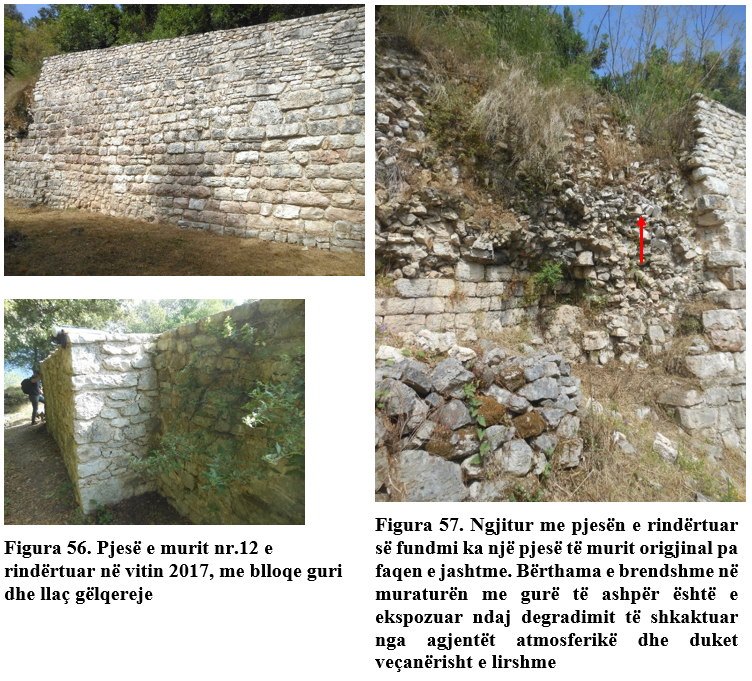 Figura 56. Pjesë e murit nr.12 e
rindërtuar në vitin 2017, me blloqe guri
dhe llaç gëlqereje
Figura 57. Ngjitur me pjesën e rindërtuar
së fundmi ka një pjesë të murit origjinal pa
faqen e jashtme. Bërthama e brendshme në
muraturën me gurë të ashpër është e
ekspozuar ndaj degradimit të shkaktuar
nga agjentët atmosferikë dhe duket
veçanërisht e lirshme